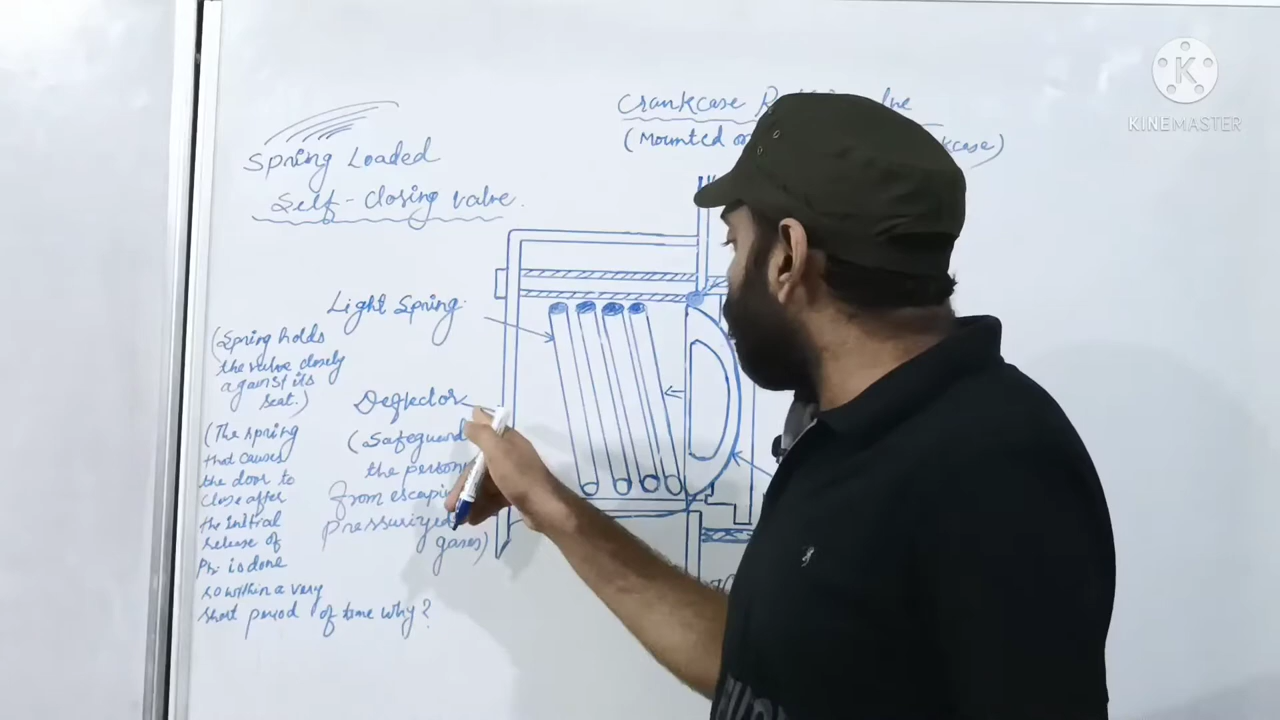 Spring Loaded
Self-closing valve.
Crankcase
(Mounted
case)
Light Spring.
(Spring holds
the valve closely
against its
seat.)
Deflector
(Safeguard
the person
from
pressurized
gases)
(The spring
that causes
the door to
close after
the initial
release of
Pr. is done
so within a very
short period of time why?
KINEMASTER